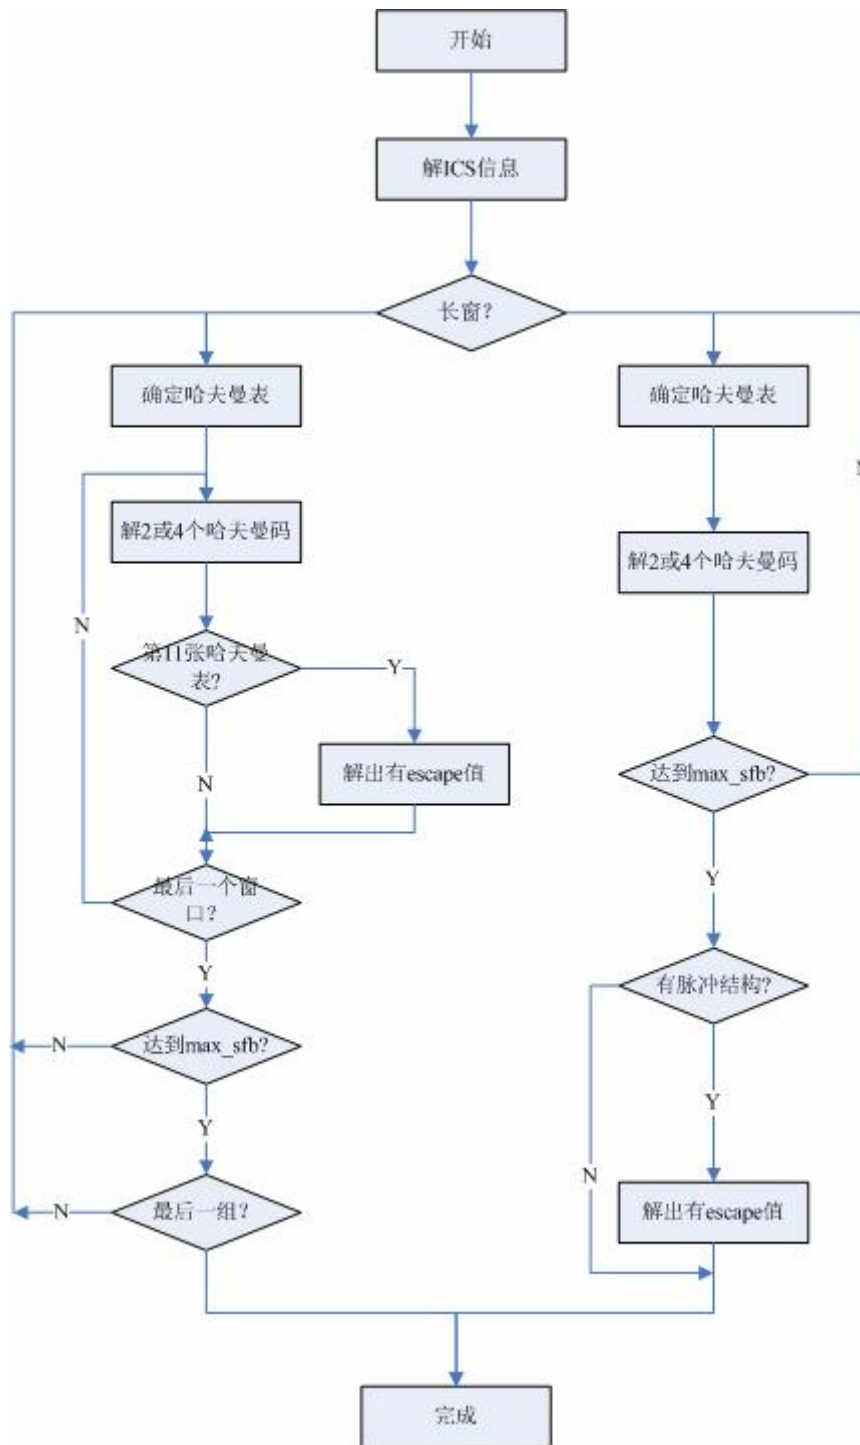 开始
解ICS信息
长窗?
确定哈夫曼表
确定哈夫曼表
N
解2或4个哈夫曼码
解2或4个哈夫曼码
N
第11张哈夫曼
表?
Y
解出有escape值
达到max_sfb?
N
最后一个窗
口?
Y
Y
有脉冲结构?
达到max_sfb?
N
Y
Y
N
最后一组?
N
解出有escape值
完成